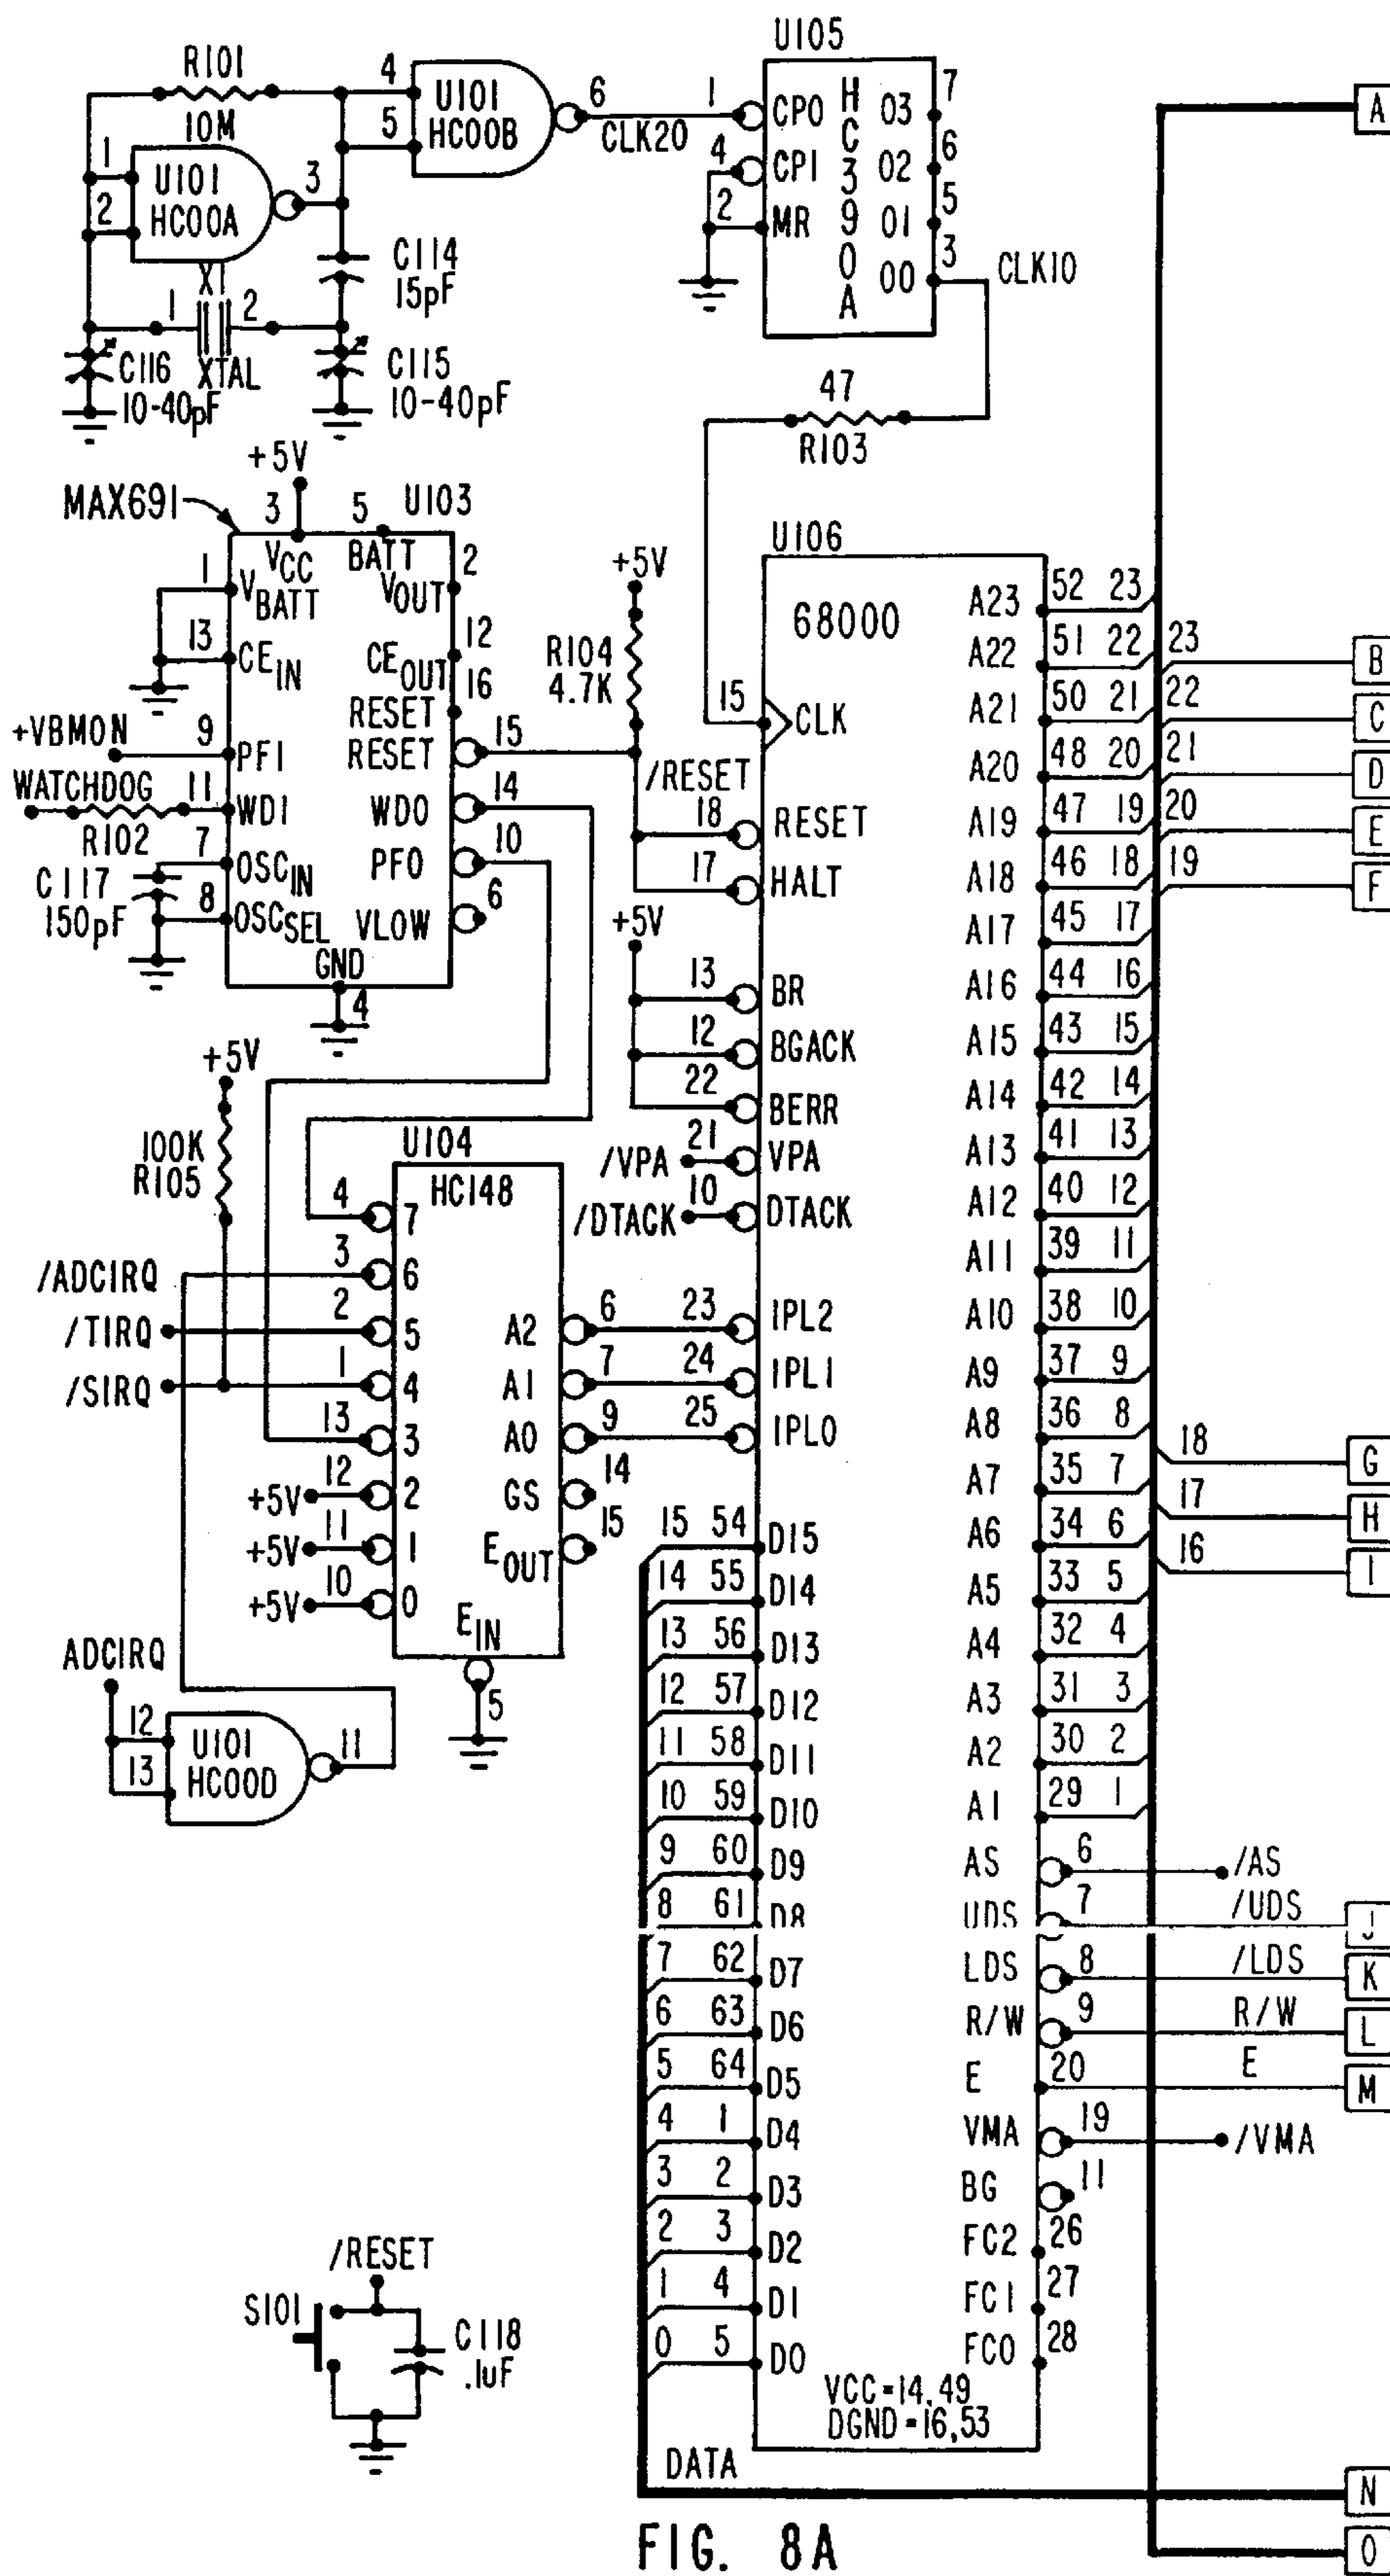 U105
R101
10M
1
2
U101
HC00A
3
4
5
U101
HC00B
6
CLK20
1
4
2
CP0
CP1
MR
HC390A
03
02
01
00
7
6
5
3
CLK10
C114
15pF
X1
1
2
XTAL
C116
10-40pF
C115
10-40pF
47
R103
+5V
MAX691
3
5
U103
VCC
BATT
1
VBATT
VOUT
2
13
CEIN
CEOUT
12
RESET
16
+VBMON
9
PFI
RESET
15
WATCHDOG
R102
11
WDI
WDO
14
7
OSCIN
PFO
10
C117
150pF
8
OSCSEL
VLOW
6
GND
4
+5V
R104
4.7K
/RESET
U106
68000
15
CLK
18
RESET
17
HALT
+5V
13
BR
12
BGACK
22
BERR
/VPA
21
VPA
/DTACK
10
DTACK
23
IPL2
24
IPL1
25
IPL0
+5V
100K
R105
U104
HC148
4
7
/ADCIRQ
3
6
/TIRQ
2
5
/SIRQ
1
4
13
3
+5V
12
2
+5V
11
1
+5V
10
0
A2
6
A1
7
A0
9
GS
14
EOUT
15
EIN
5
ADCIRQ
12
13
U101
HC00D
11
15 54 D15
14 55 D14
13 56 D13
12 57 D12
11 58 D11
10 59 D10
9 60 D9
8 61 D8
7 62 D7
6 63 D6
5 64 D5
4 1 D4
3 2 D3
2 3 D2
1 4 D1
0 5 D0
A23 52 23
A22 51 22
A21 50 21
A20 48 20
A19 47 19
A18 46 18
A17 45 17
A16 44 16
A15 43 15
A14 42 14
A13 41 13
A12 40 12
A11 39 11
A10 38 10
A9 37 9
A8 36 8
A7 35 7
A6 34 6
A5 33 5
A4 32 4
A3 31 3
A2 30 2
A1 29 1
AS 6 /AS
UDS 7 /UDS J
LDS 8 /LDS K
R/W 9 R/W L
E 20 E M
VMA 19 /VMA
BG 11
FC2 26
FC1 27
FC0 28
VCC=14,49
DGND=16,53
A
23 B
22 C
21 D
20 E
19 F
18 G
17 H
16 I
/RESET
S101
C118
.1uF
DATA
N
O
FIG. 8A